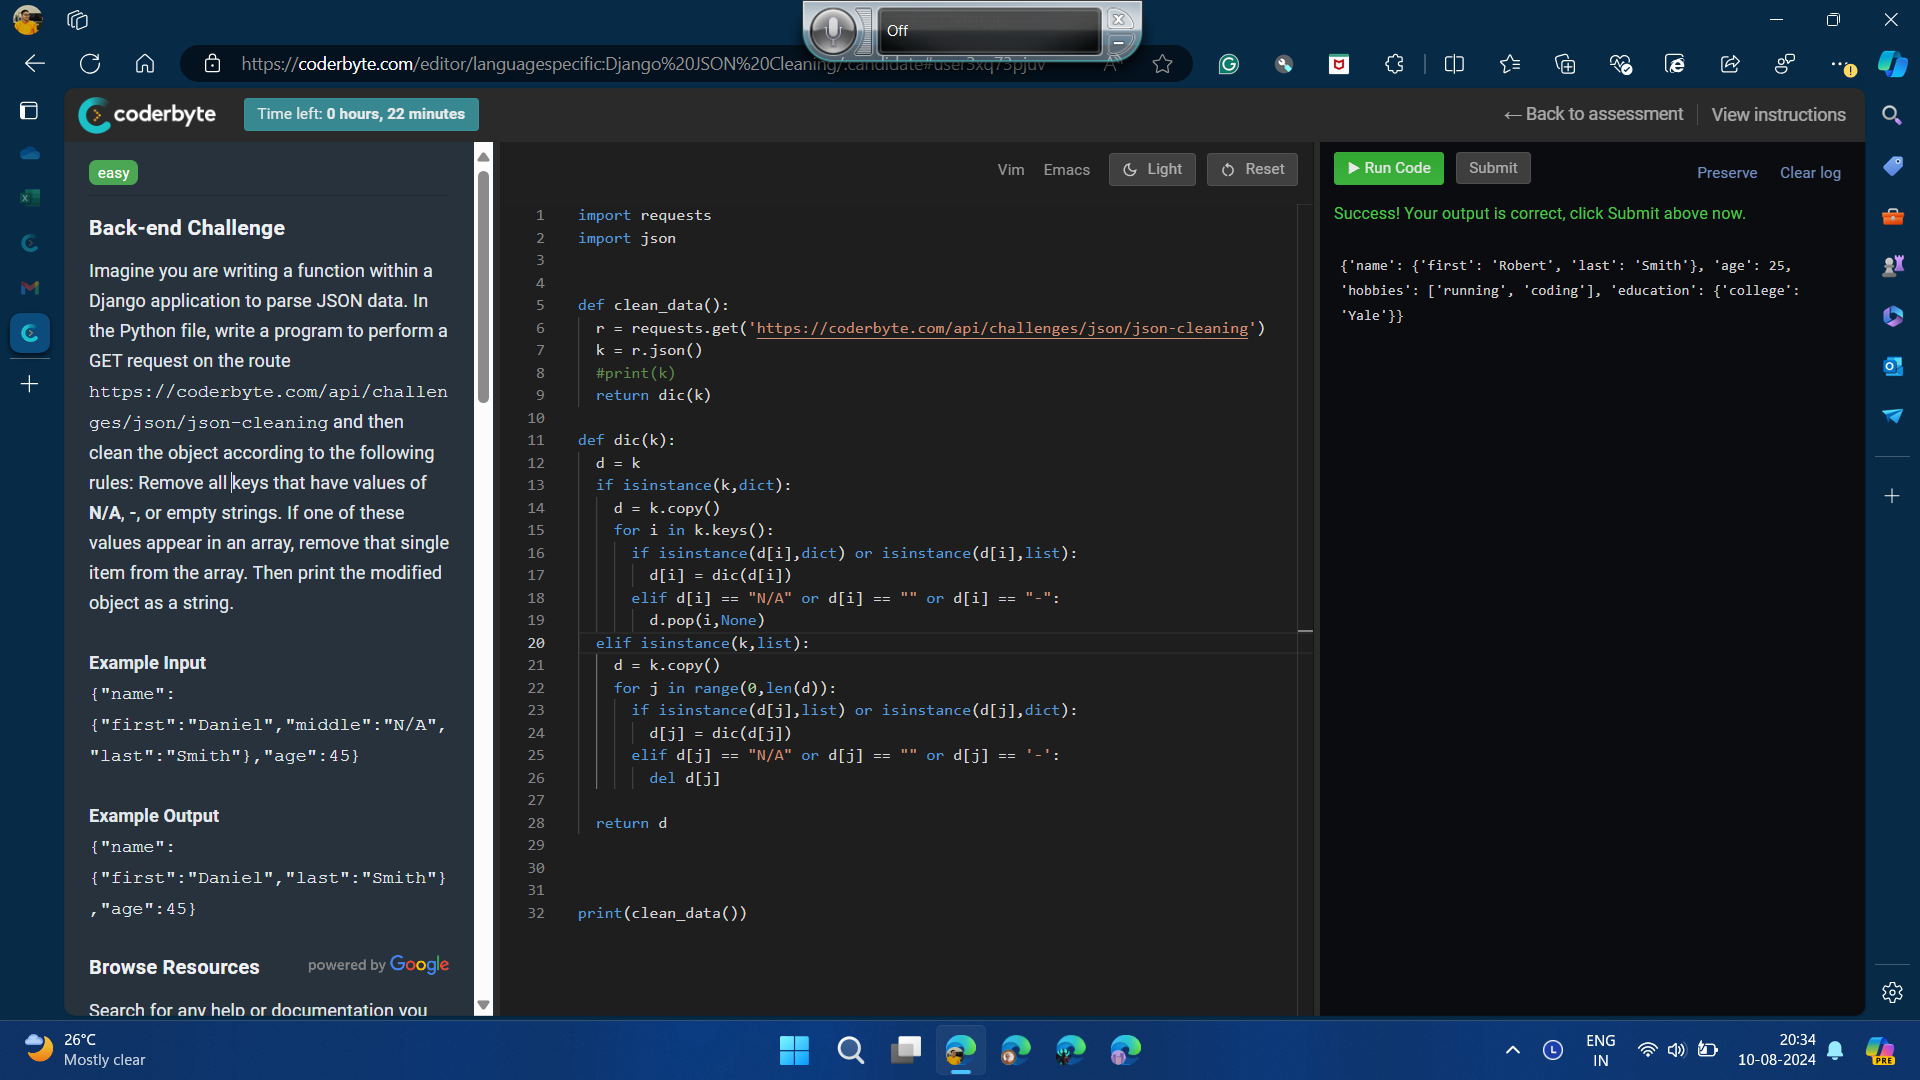 Off
https://coderbyte.com/editor/languagespecific:Django%20JSON%20Cleaning/:candidate#user3xq73pjuv
coderbyte
Time left: 0 hours, 22 minutes
← Back to assessment
View instructions
easy
Back-end Challenge
Imagine you are writing a function within a
Django application to parse JSON data. In
the Python file, write a program to perform a
GET request on the route
https://coderbyte.com/api/challen
ges/json/json-cleaning and then
clean the object according to the following
rules: Remove all keys that have values of
N/A, -, or empty strings. If one of these
values appear in an array, remove that single
item from the array. Then print the modified
object as a string.
Example Input
{"name":
{"first":"Daniel","middle":"N/A",
"last":"Smith"},"age":45}
Example Output
{"name":
{"first":"Daniel","last":"Smith"}
,"age":45}
Browse Resources
powered by Google
Search for any help or documentation you
Vim
Emacs
Light
Reset
1 import requests
2 import json
3
4
5 def clean_data():
6 r = requests.get('https://coderbyte.com/api/challenges/json/json-cleaning')
7 k = r.json()
8 #print(k)
9 return dic(k)
10
11 def dic(k):
12 d = k
13 if isinstance(k,dict):
14 d = k.copy()
15 for i in k.keys():
16 if isinstance(d[i],dict) or isinstance(d[i],list):
17 d[i] = dic(d[i])
18 elif d[i] == "N/A" or d[i] == "" or d[i] == "-":
19 d.pop(i,None)
20 elif isinstance(k,list):
21 d = k.copy()
22 for j in range(0,len(d)):
23 if isinstance(d[j],list) or isinstance(d[j],dict):
24 d[j] = dic(d[j])
25 elif d[j] == "N/A" or d[j] == "" or d[j] == '-':
26 del d[j]
27
28 return d
29
30
31
32 print(clean_data())
Run Code
Submit
Preserve
Clear log
Success! Your output is correct, click Submit above now.
{'name': {'first': 'Robert', 'last': 'Smith'}, 'age': 25,
'hobbies': ['running', 'coding'], 'education': {'college':
'Yale'}}
26°C
Mostly clear
ENG
IN
20:34
10-08-2024
PRE